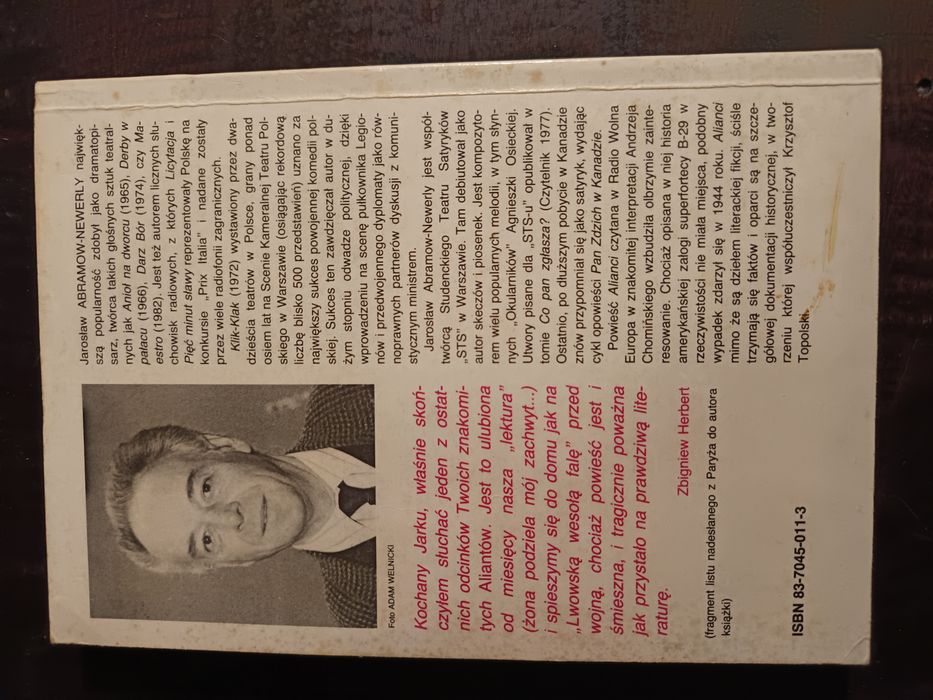 Foto ADAM WELNICKI
Kochany Jarku, właśnie skoń-
czyłem słuchać jeden z ostat-
nich odcinków Twoich znakomi-
tych Aliantów. Jest to ulubiona
od miesięcy nasza „lektura”
(żona podziela mój zachwyt...)
i spieszymy się do domu jak na
„Lwowską wesołą falę” przed
wojną, chociaż powieść jest i
śmieszna, i tragicznie poważna
jak przystało na prawdziwą lite-
raturę.
Zbigniew Herbert
(fragment listu nadesłanego z Paryża do autora
książki)
ISBN 83-7045-011-3
Jarosław ABRAMOW-NEWERLY najwięk-
szą popularność zdobył jako dramatopi-
sarz, twórca takich głośnych sztuk teatral-
nych jak Anioł na dworcu (1965), Derby w
pałacu (1966), Darz Bór (1974), czy Ma-
estro (1982). Jest też autorem licznych słu-
chowisk radiowych, z których Licytacja i
Pięć minut sławy reprezentowały Polskę na
konkursie „Prix Italia” i nadane zostały
przez wiele radiofonii zagranicznych.
Klik-Klak (1972) wystawiony przez dwa-
dzieścia teatrów w Polsce, grany ponad
osiem lat na Scenie Kameralnej Teatru Pol-
skiego w Warszawie (osiągając rekordową
liczbę blisko 500 przedstawień) uznano za
największy sukces powojennej komedii pol-
skiej. Sukces ten zawdzięczał autor w du-
żym stopniu odwadze politycznej, dzięki
wprowadzeniu na scenę pułkownika Legio-
nów i przedwojennego dyplomaty jako rów-
noprawnych partnerów dyskusji z komuni-
stycznym ministrem.
Jarosław Abramow-Newerly jest współ-
twórcą Studenckiego Teatru Satyryków
„STS” w Warszawie. Tam debiutował jako
autor skeczów i piosenek. Jest kompozyto-
rem wielu popularnych melodii, w tym słyn-
nych „Okularników” Agnieszki Osieckiej.
Utwory pisane dla „STS-u” opublikował w
tomie Co pan zgłasza? (Czytelnik 1977).
Ostatnio, po dłuższym pobycie w Kanadzie
znów przypomniał się jako satyryk, wydając
cykl opowieści Pan Zdzich w Kanadzie.
Powieść Alianci czytana w Radio Wolna
Europa w znakomitej interpretacji Andrzeja
Chomińskiego wzbudziła olbrzymie zainte-
resowanie. Chociaż opisana w niej historia
amerykańskiej załogi superfortecy B-29 w
rzeczywistości nie miała miejsca, podobny
wypadek zdarzył się w 1944 roku. Alianci
mimo że są dziełem literackiej fikcji, ściśle
trzymają się faktów i oparci są na szcze-
gółowej dokumentacji historycznej, w two-
rzeniu której współuczestniczył Krzysztof
Topolski.